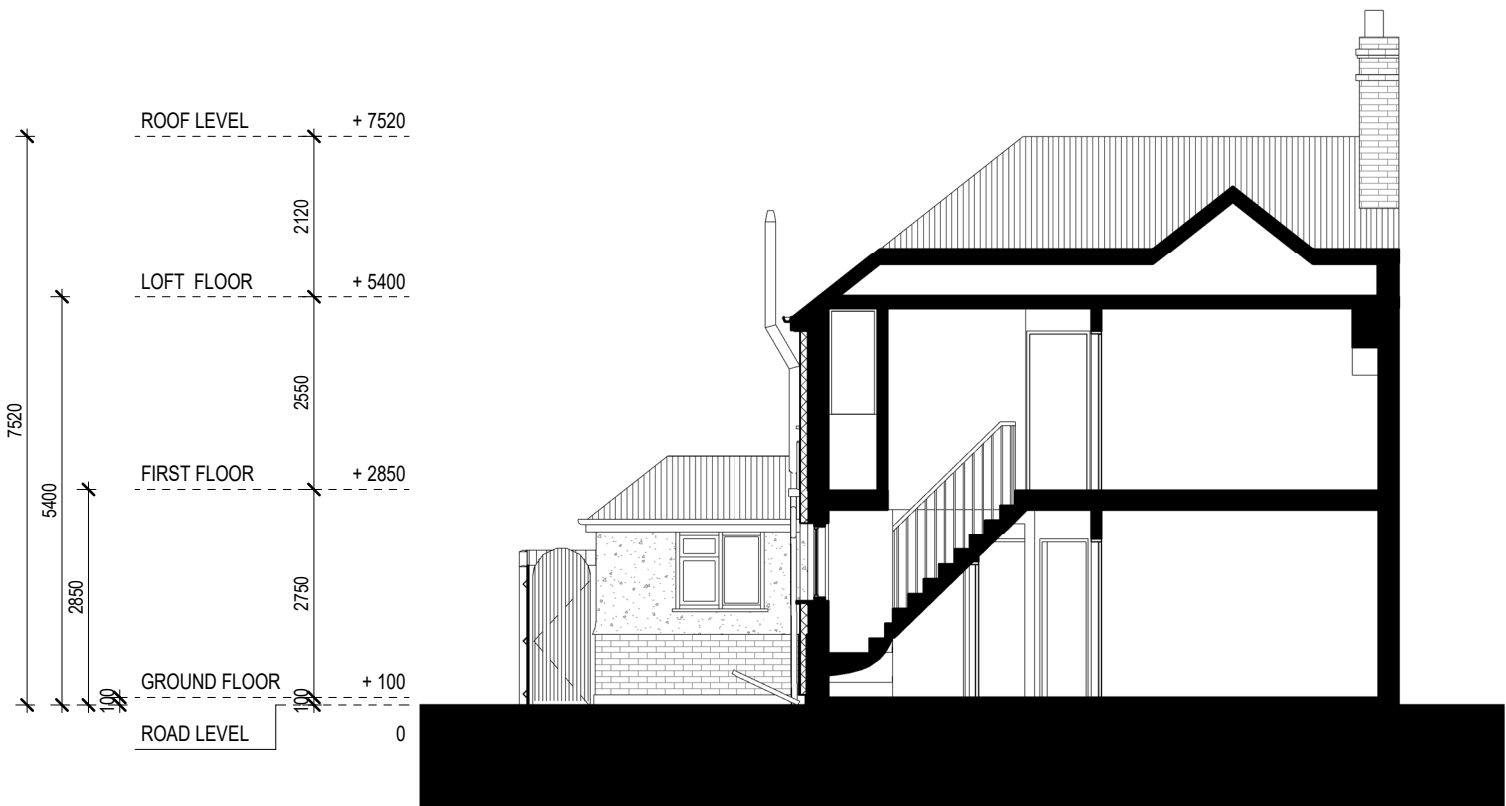 ROOF LEVEL + 7520
2120
LOFT FLOOR + 5400
2550
7520
FIRST FLOOR + 2850
5400
2850
2750
GROUND FLOOR + 100
100
100
ROAD LEVEL 0